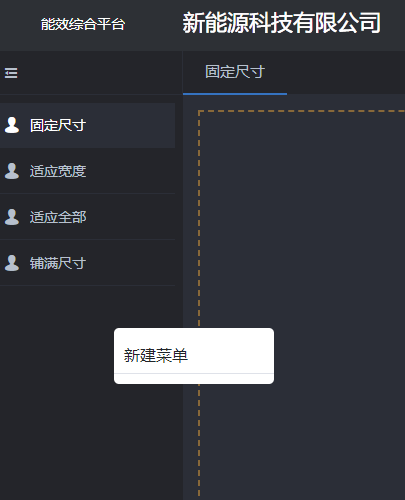 能效综合平台
新能源科技有限公司
固定尺寸
固定尺寸
适应宽度
适应全部
铺满尺寸
新建菜单